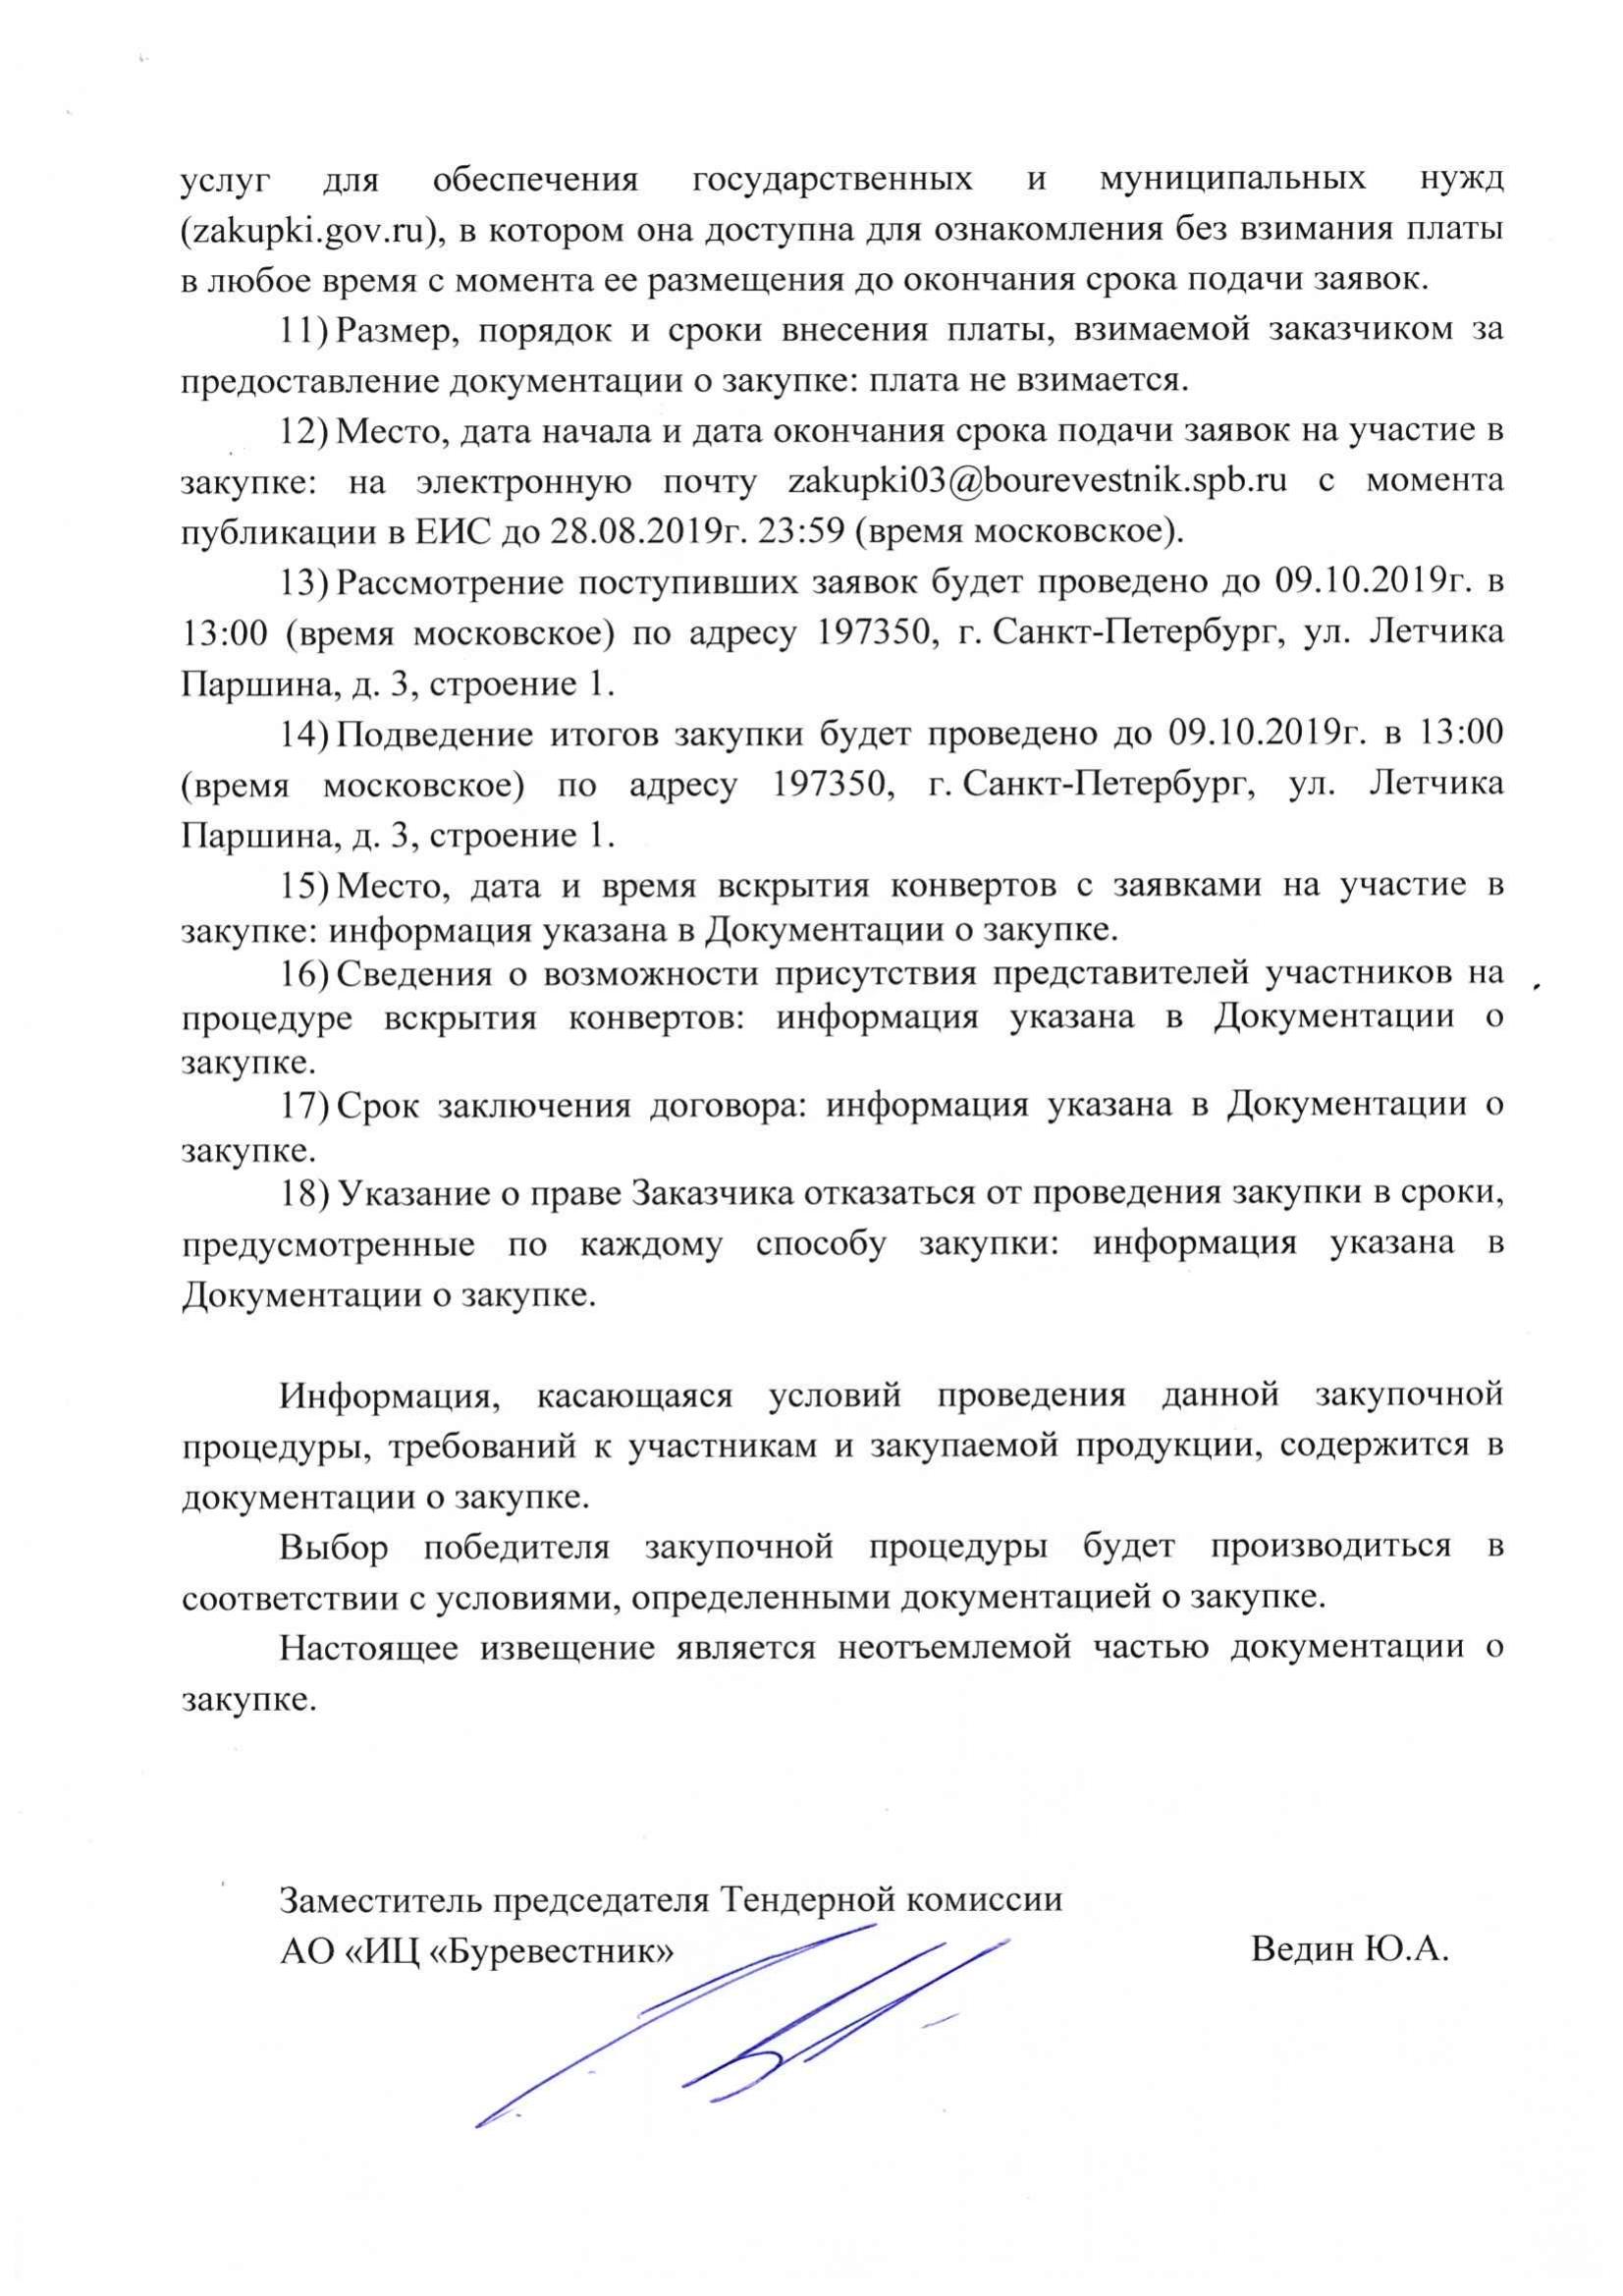 услуг для обеспечения государственных и муниципальных нужд
(zakupki.gov.ru), в котором она доступна для ознакомления без взимания платы
в любое время с момента ее размещения до окончания срока подачи заявок.
11) Размер, порядок и сроки внесения платы, взимаемой заказчиком за
предоставление документации о закупке: плата не взимается.
12) Место, дата начала и дата окончания срока подачи заявок на участие в
закупке: на электронную почту zakupki03@bourevestnik.spb.ru с момента
публикации в ЕИС до 28.08.2019г. 23:59 (время московское).
13) Рассмотрение поступивших заявок будет проведено до 09.10.2019г. в
13:00 (время московское) по адресу 197350, г. Санкт-Петербург, ул. Летчика
Паршина, д. 3, строение 1.
14) Подведение итогов закупки будет проведено до 09.10.2019г. в 13:00
(время московское) по адресу 197350, г. Санкт-Петербург, ул. Летчика
Паршина, д. 3, строение 1.
15) Место, дата и время вскрытия конвертов с заявками на участие в
закупке: информация указана в Документации о закупке.
16) Сведения о возможности присутствия представителей участников на
процедуре вскрытия конвертов: информация указана в Документации о
закупке.
17) Срок заключения договора: информация указана в Документации о
закупке.
18) Указание о праве Заказчика отказаться от проведения закупки в сроки,
предусмотренные по каждому способу закупки: информация указана в
Документации о закупке.
Информация, касающаяся условий проведения данной закупочной
процедуры, требований к участникам и закупаемой продукции, содержится в
документации о закупке.
Выбор победителя закупочной процедуры будет производиться в
соответствии с условиями, определенными документацией о закупке.
Настоящее извещение является неотъемлемой частью документации о
закупке.
Заместитель председателя Тендерной комиссии
АО «ИЦ «Буревестник» Ведин Ю.А.